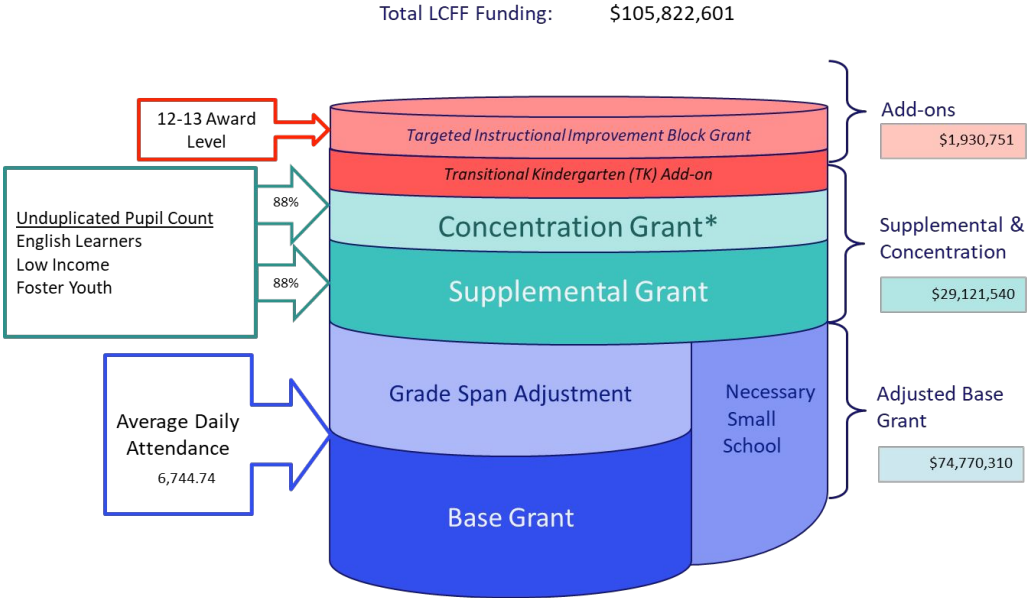 Total LCFF Funding: $105,822,601
12-13 Award
Level
Targeted Instructional Improvement Block Grant
Add-ons
$1,930,751
Transitional Kindergarten (TK) Add-on
Unduplicated Pupil Count
English Learners
Low Income
Foster Youth
88%
88%
Concentration Grant*
Supplemental Grant
Supplemental &
Concentration
$29,121,540
Average Daily
Attendance
6,744.74
Grade Span Adjustment
Necessary
Small
School
Adjusted Base
Grant
$74,770,310
Base Grant